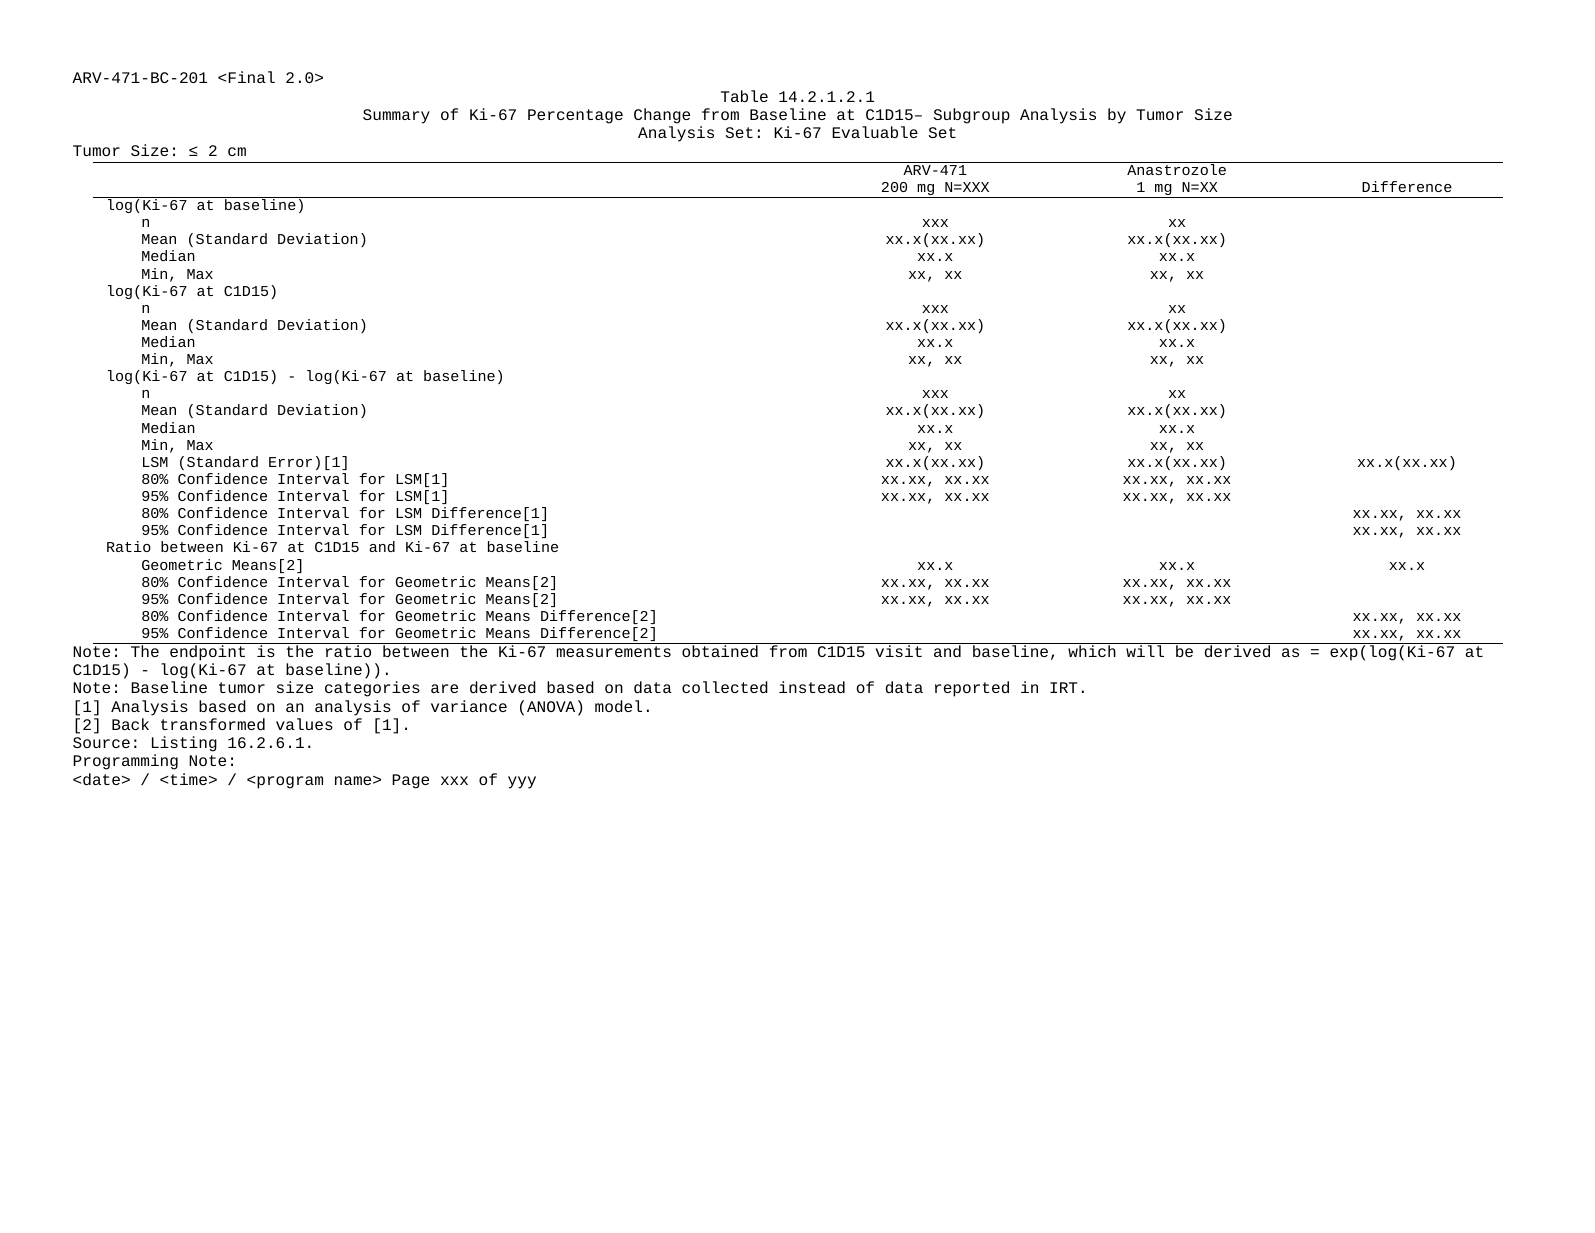 ARV-471-BC-201 <Final 2.0>
Table 14.2.1.2.1
Summary of Ki-67 Percentage Change from Baseline at C1D15– Subgroup Analysis by Tumor Size
Analysis Set: Ki-67 Evaluable Set
Tumor Size: ≤ 2 cm
ARV-471 Anastrozole
200 mg N=XXX 1 mg N=XX Difference
log(Ki-67 at baseline)
n xxx xx
Mean (Standard Deviation) xx.x(xx.xx) xx.x(xx.xx)
Median xx.x xx.x
Min, Max xx, xx xx, xx
log(Ki-67 at C1D15)
n xxx xx
Mean (Standard Deviation) xx.x(xx.xx) xx.x(xx.xx)
Median xx.x xx.x
Min, Max xx, xx xx, xx
log(Ki-67 at C1D15) - log(Ki-67 at baseline)
n xxx xx
Mean (Standard Deviation) xx.x(xx.xx) xx.x(xx.xx)
Median xx.x xx.x
Min, Max xx, xx xx, xx
LSM (Standard Error)[1] xx.x(xx.xx) xx.x(xx.xx) xx.x(xx.xx)
80% Confidence Interval for LSM[1] xx.xx, xx.xx xx.xx, xx.xx
95% Confidence Interval for LSM[1] xx.xx, xx.xx xx.xx, xx.xx
80% Confidence Interval for LSM Difference[1] xx.xx, xx.xx
95% Confidence Interval for LSM Difference[1] xx.xx, xx.xx
Ratio between Ki-67 at C1D15 and Ki-67 at baseline
Geometric Means[2] xx.x xx.x xx.x
80% Confidence Interval for Geometric Means[2] xx.xx, xx.xx xx.xx, xx.xx
95% Confidence Interval for Geometric Means[2] xx.xx, xx.xx xx.xx, xx.xx
80% Confidence Interval for Geometric Means Difference[2] xx.xx, xx.xx
95% Confidence Interval for Geometric Means Difference[2] xx.xx, xx.xx
Note: The endpoint is the ratio between the Ki-67 measurements obtained from C1D15 visit and baseline, which will be derived as = exp(log(Ki-67 at
C1D15) - log(Ki-67 at baseline)).
Note: Baseline tumor size categories are derived based on data collected instead of data reported in IRT.
[1] Analysis based on an analysis of variance (ANOVA) model.
[2] Back transformed values of [1].
Source: Listing 16.2.6.1.
Programming Note:
<date> / <time> / <program name> Page xxx of yyy